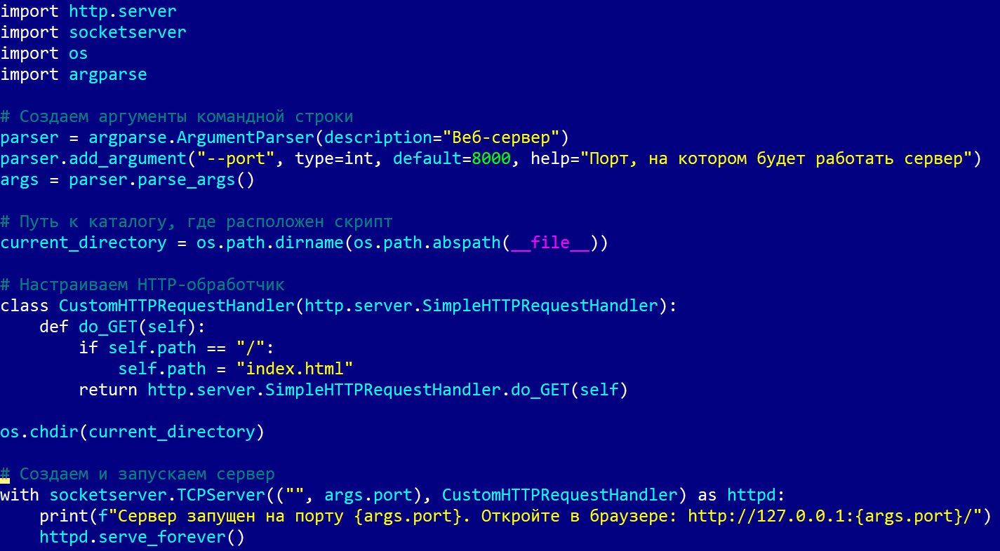 import http.server
import socketserver
import os
import argparse
# Создаем аргументы командной строки
parser = argparse.ArgumentParser(description="Веб-сервер")
parser.add_argument("--port", type=int, default=8000, help="Порт, на котором будет работать сервер")
args = parser.parse_args()
# Путь к каталогу, где расположен скрипт
current_directory = os.path.dirname(os.path.abspath(__file__))
# Настраиваем HTTP-обработчик
class CustomHTTPRequestHandler(http.server.SimpleHTTPRequestHandler):
    def do_GET(self):
        if self.path == "/":
            self.path = "index.html"
        return http.server.SimpleHTTPRequestHandler.do_GET(self)
os.chdir(current_directory)
# Создаем и запускаем сервер
with socketserver.TCPServer(("", args.port), CustomHTTPRequestHandler) as httpd:
    print(f"Сервер запущен на порту {args.port}. Откройте в браузере: http://127.0.0.1:{args.port}/")
    httpd.serve_forever()